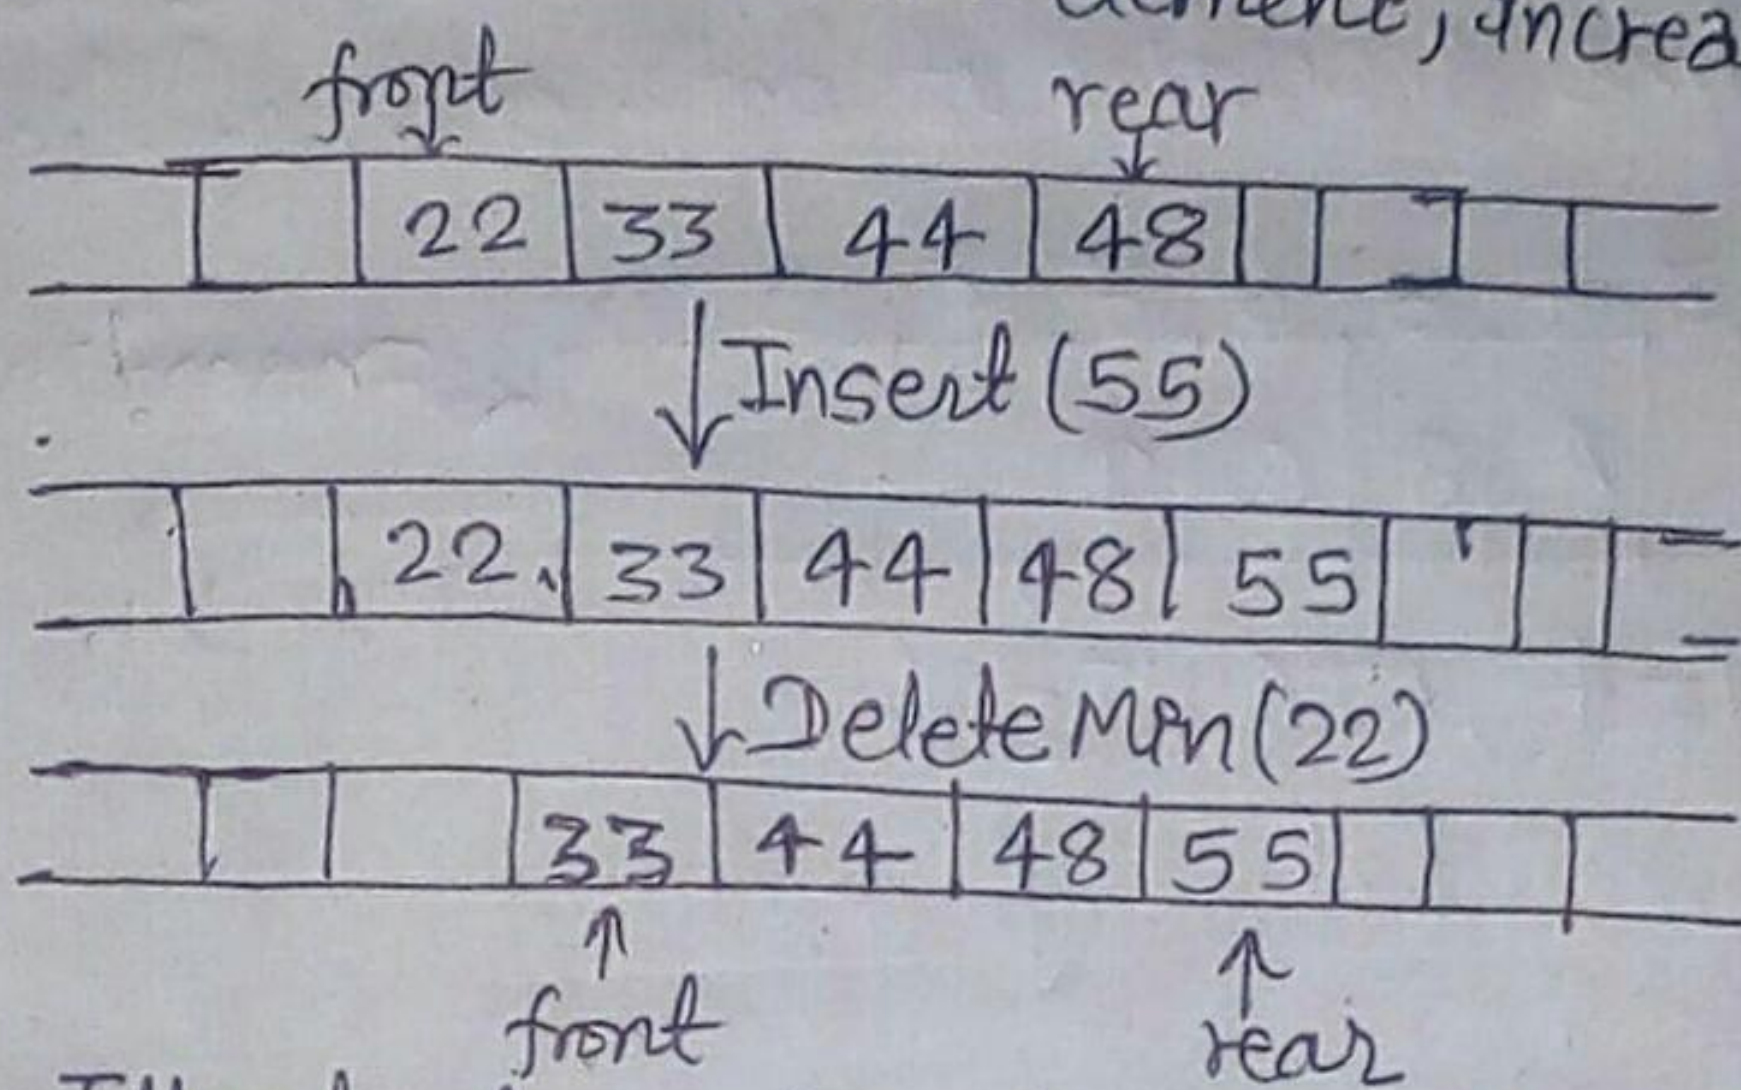 front rear
22 33 44 48
Insert (55)
22 33 44 48 55
Delete Min (22)
33 44 48 55
front rear